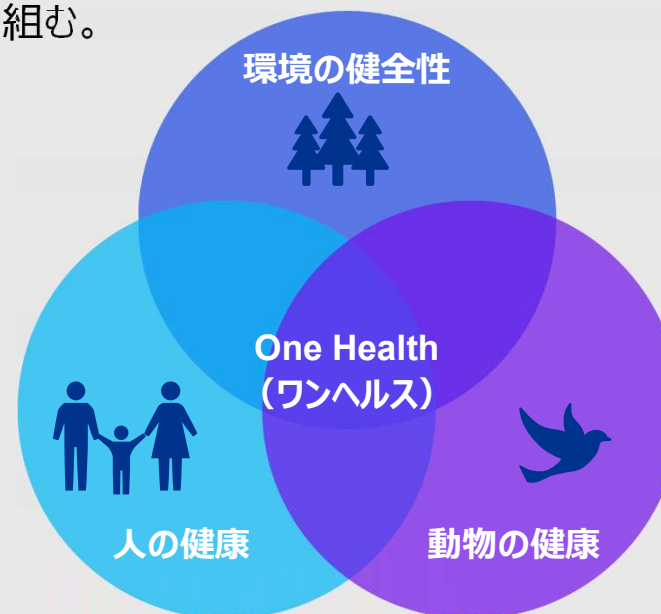 組む。
環境の健全性
One Health
（ワンヘルス）
人の健康
動物の健康